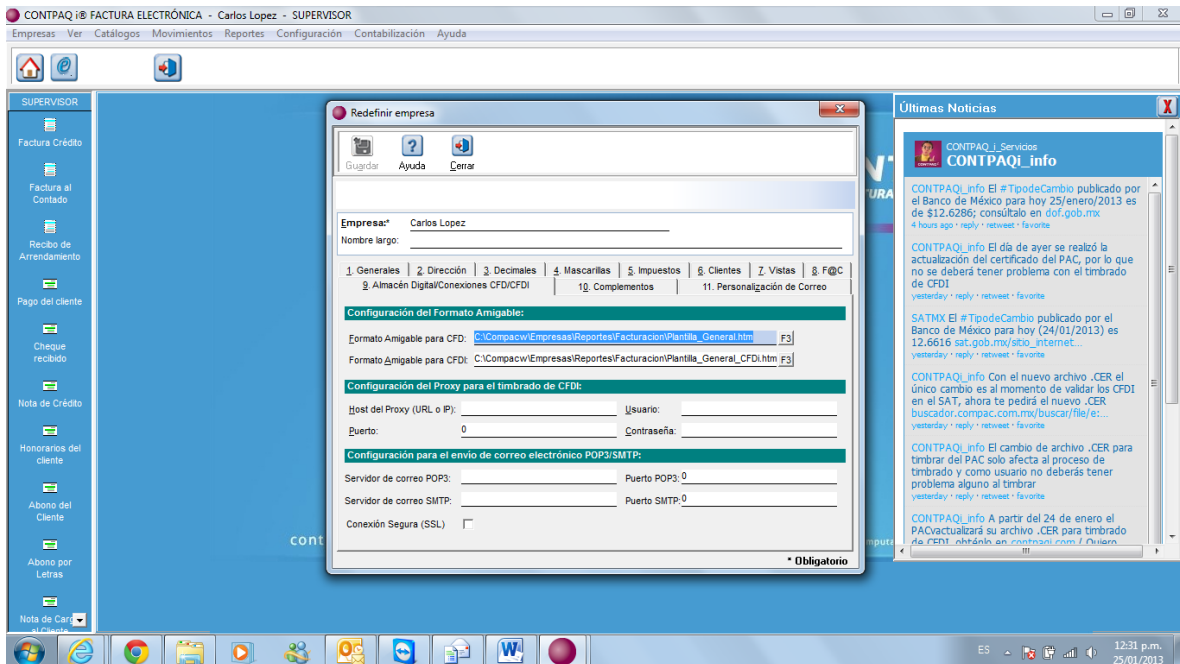 CONTPAQ i® FACTURA ELECTRÓNICA - Carlos Lopez - SUPERVISOR
Empresas Ver Catálogos Movimientos Reportes Configuración Contabilización Ayuda
SUPERVISOR
Factura Crédito
Factura al
Contado
Recibo de
Arrendamiento
Pago del cliente
Cheque
recibido
Nota de Crédito
Honorarios del
cliente
Abono del
Cliente
Abono por
Letras
Nota de Carg
al Cliente
cont
Redefinir empresa
Guardar Ayuda Cerrar
Empresa:* Carlos Lopez
Nombre largo:
1. Generales 2. Dirección 3. Decimales 4. Mascarillas 5. Impuestos 6. Clientes 7. Vistas 8. F@C
9. Almacén Digital/Conexiones CFD/CFDI 10. Complementos 11. Personalización de Correo
Configuración del Formato Amigable:
Formato Amigable para CFD: C:\Compacw\Empresas\Reportes\Facturacion\Plantilla_General.htm F3
Formato Amigable para CFDI: C:\Compacw\Empresas\Reportes\Facturacion\Plantilla_General_CFDi.htm F3
Configuración del Proxy para el timbrado de CFDI:
Host del Proxy (URL o IP): Usuario:
Puerto: 0 Contraseña:
Configuración para el envío de correo electrónico POP3/SMTP:
Servidor de correo POP3: Puerto POP3: 0
Servidor de correo SMTP: Puerto SMTP: 0
Conexión Segura (SSL)
* Obligatorio
NT
URA
Últimas Noticias
CONTPAQ_i_Servicios
CONTPAQi_info
CONTPAQi_info El #TipodeCambio publicado por
el Banco de México para hoy 25/enero/2013 es
de $12.6286; consúltalo en dof.gob.mx
4 hours ago · reply · retweet · favorite
CONTPAQi_info El día de ayer se realizó la
actualización del certificado del PAC, por lo que
no se deberá tener problema con el timbrado
de CFDI
yesterday · reply · retweet · favorite
SATMX El #TipodeCambio publicado por el
Banco de México para hoy (24/01/2013) es
12.6616 sat.gob.mx/sitio_internet...
yesterday · reply · retweet · favorite
CONTPAQi_info Con el nuevo archivo .CER el
único cambio es al momento de validar los CFDI
en el SAT, ahora te pedirá el nuevo .CER
buscador.compac.com.mx/buscar/file/e:...
yesterday · reply · retweet · favorite
CONTPAQi_info El cambio de archivo .CER para
timbrar del PAC solo afecta al proceso de
timbrado y como usuario no deberás tener
problema alguno al timbrar
yesterday · reply · retweet · favorite
CONTPAQi_info A partir del 24 de enero el
PACvactualizará su archivo .CER para timbrado
de CFDI, obténlo en contpaqi.com / Quiero
mputa
ES
12:31 p.m.
25/01/2013